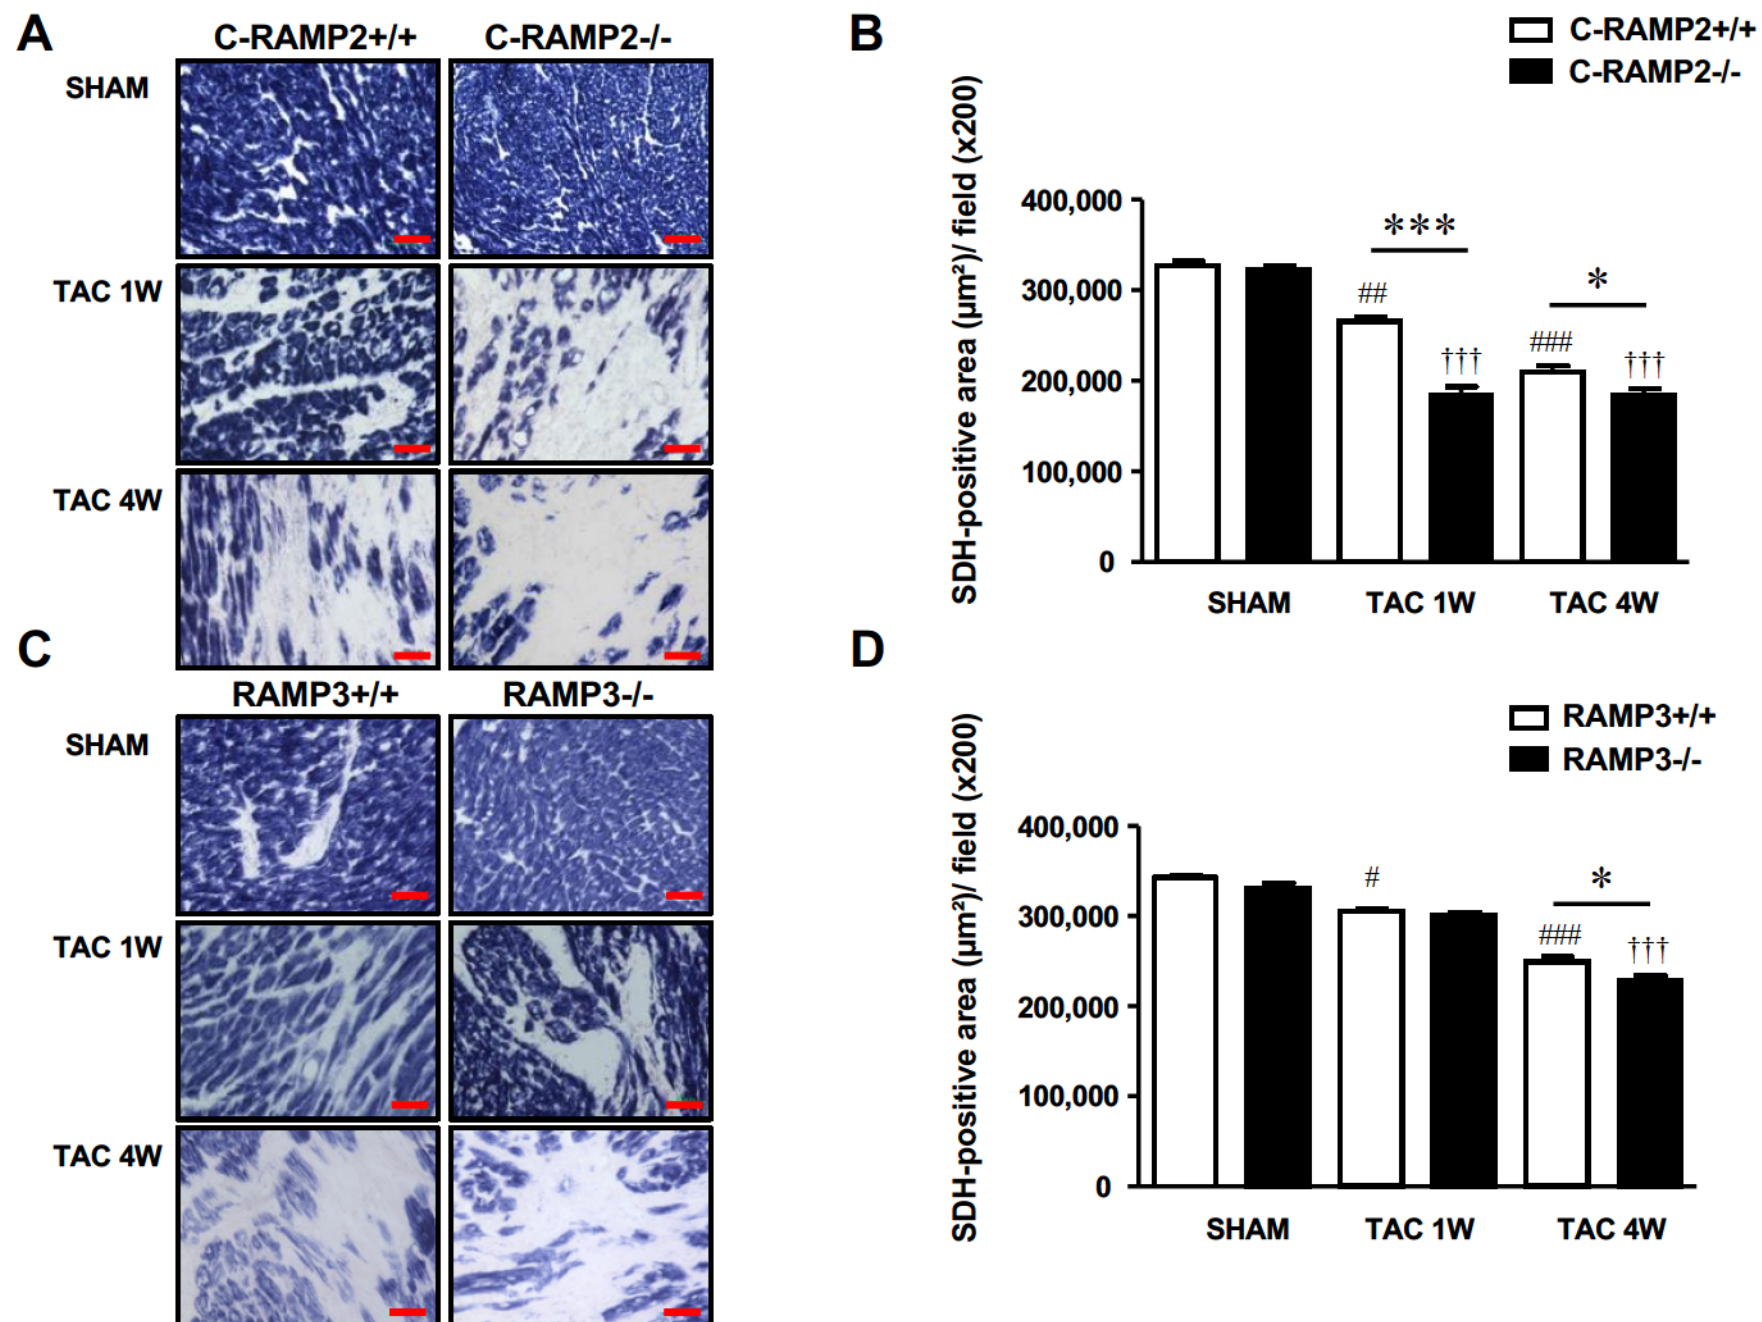 A
C-RAMP2+/+
C-RAMP2-/-
SHAM
TAC 1W
TAC 4W
B
C-RAMP2+/+
C-RAMP2-/-
SDH-positive area (µm²)/ field (x200)
400,000
300,000
200,000
100,000
0
***
*
##
†††
###
†††
SHAM
TAC 1W
TAC 4W
C
RAMP3+/+
RAMP3-/-
SHAM
TAC 1W
TAC 4W
D
RAMP3+/+
RAMP3-/-
SDH-positive area (µm²)/ field (x200)
400,000
300,000
200,000
100,000
0
#
*
###
†††
SHAM
TAC 1W
TAC 4W